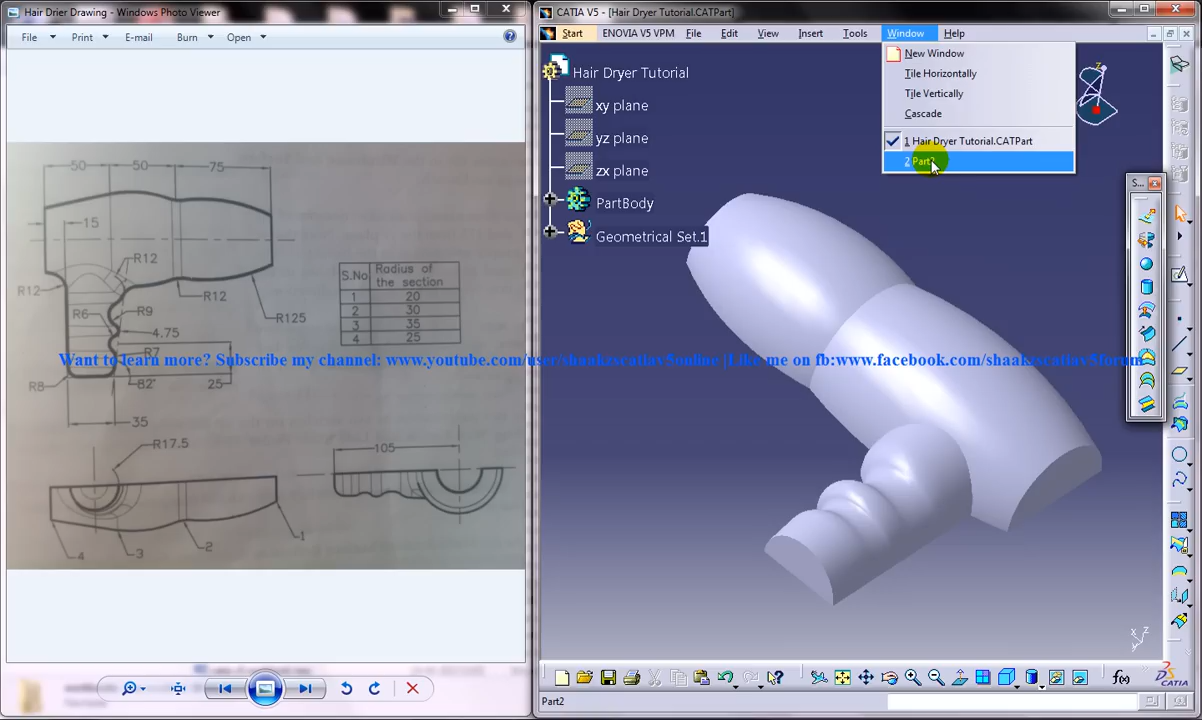 Hair Drier Drawing - Windows Photo Viewer
File Print E-mail Burn Open
50 50 75
15
R12
R12 R12
R6 R9
R125
4.75
R7
R8 82° 25
35
R17.5
105
4 3 2 1
S.No Radius of the section
1 20
2 30
3 35
4 25
Want to learn more? Subscribe my channel: www.youtube.com/user/shaakzscatiav5online ||Like me on fb:www.facebook.com/shaakzscatiav5forum
CATIA V5 - [Hair Dryer Tutorial.CATPart]
Start ENOVIA V5 VPM File Edit View Insert Tools Window Help
New Window
Tile Horizontally
Tile Vertically
Cascade
1 Hair Dryer Tutorial.CATPart
2 Part2
Hair Dryer Tutorial
xy plane
yz plane
zx plane
PartBody
Geometrical Set.1
S...
z
x z
y
f(x)
CATIA
Part2